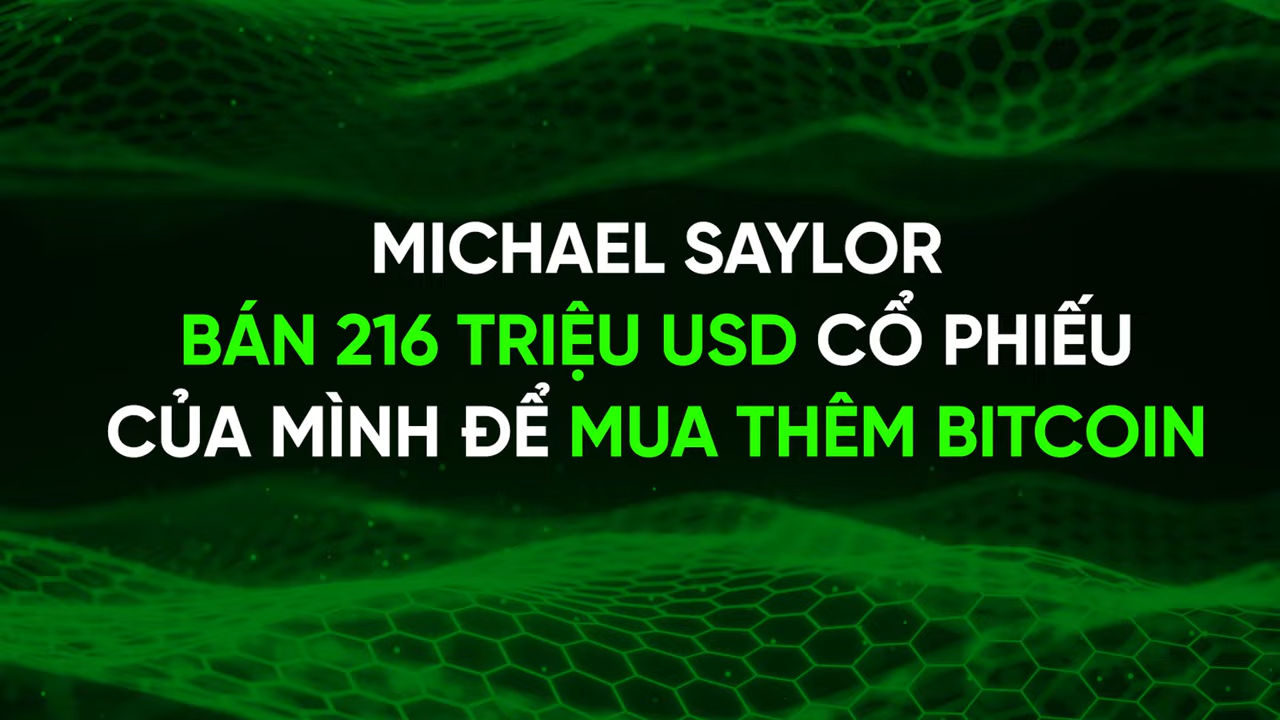 MICHAEL SAYLOR
BÁN 216 TRIỆU USD CỔ PHIẾU
CỦA MÌNH ĐỂ MUA THÊM BITCOIN